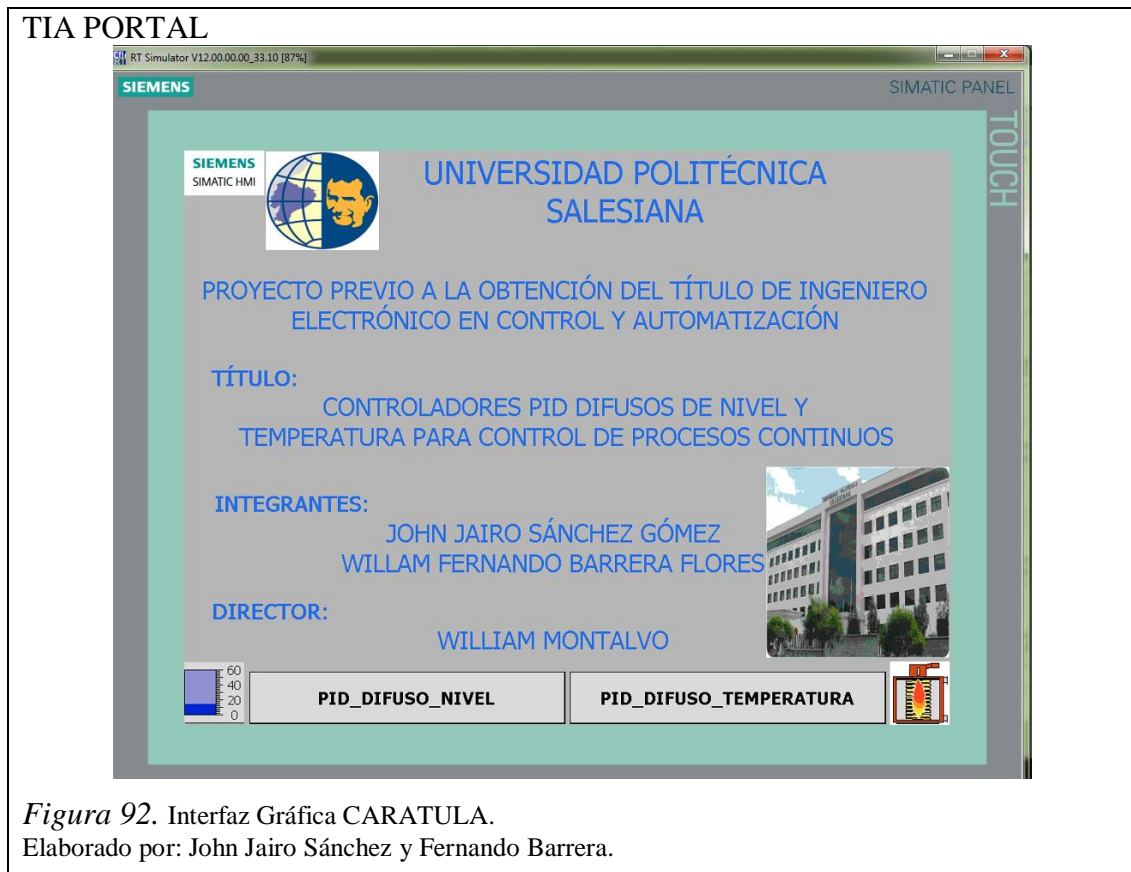 TIA PORTAL
RT Simulator V12.00.00.00_33.10 [87%]
SIEMENS
SIMATIC PANEL
TOUCH
SIEMENS
SIMATIC HMI
UNIVERSIDAD POLITÉCNICA
SALESIANA
PROYECTO PREVIO A LA OBTENCIÓN DEL TÍTULO DE INGENIERO
ELECTRÓNICO EN CONTROL Y AUTOMATIZACIÓN
TÍTULO:
CONTROLADORES PID DIFUSOS DE NIVEL Y
TEMPERATURA PARA CONTROL DE PROCESOS CONTINUOS
INTEGRANTES:
JOHN JAIRO SÁNCHEZ GÓMEZ
WILLAM FERNANDO BARRERA FLORES
DIRECTOR:
WILLIAM MONTALVO
60
40
20
0
PID_DIFUSO_NIVEL
PID_DIFUSO_TEMPERATURA
Figura 92. Interfaz Gráfica CARATULA.
Elaborado por: John Jairo Sánchez y Fernando Barrera.